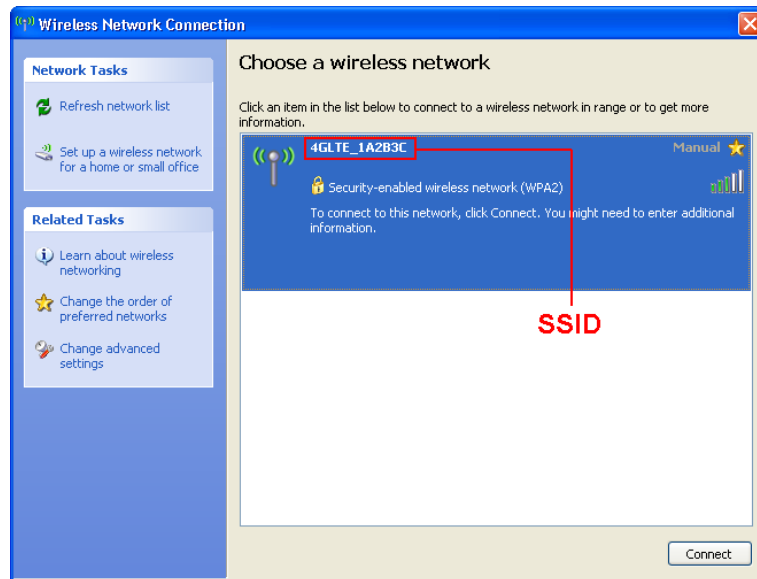 Wireless Network Connection
Network Tasks
Refresh network list
Set up a wireless network
for a home or small office
Related Tasks
Learn about wireless
networking
Change the order of
preferred networks
Change advanced
settings
Choose a wireless network
Click an item in the list below to connect to a wireless network in range or to get more
information.
4GLTE_1A2B3C
Manual
Security-enabled wireless network (WPA2)
To connect to this network, click Connect. You might need to enter additional
information.
SSID
Connect